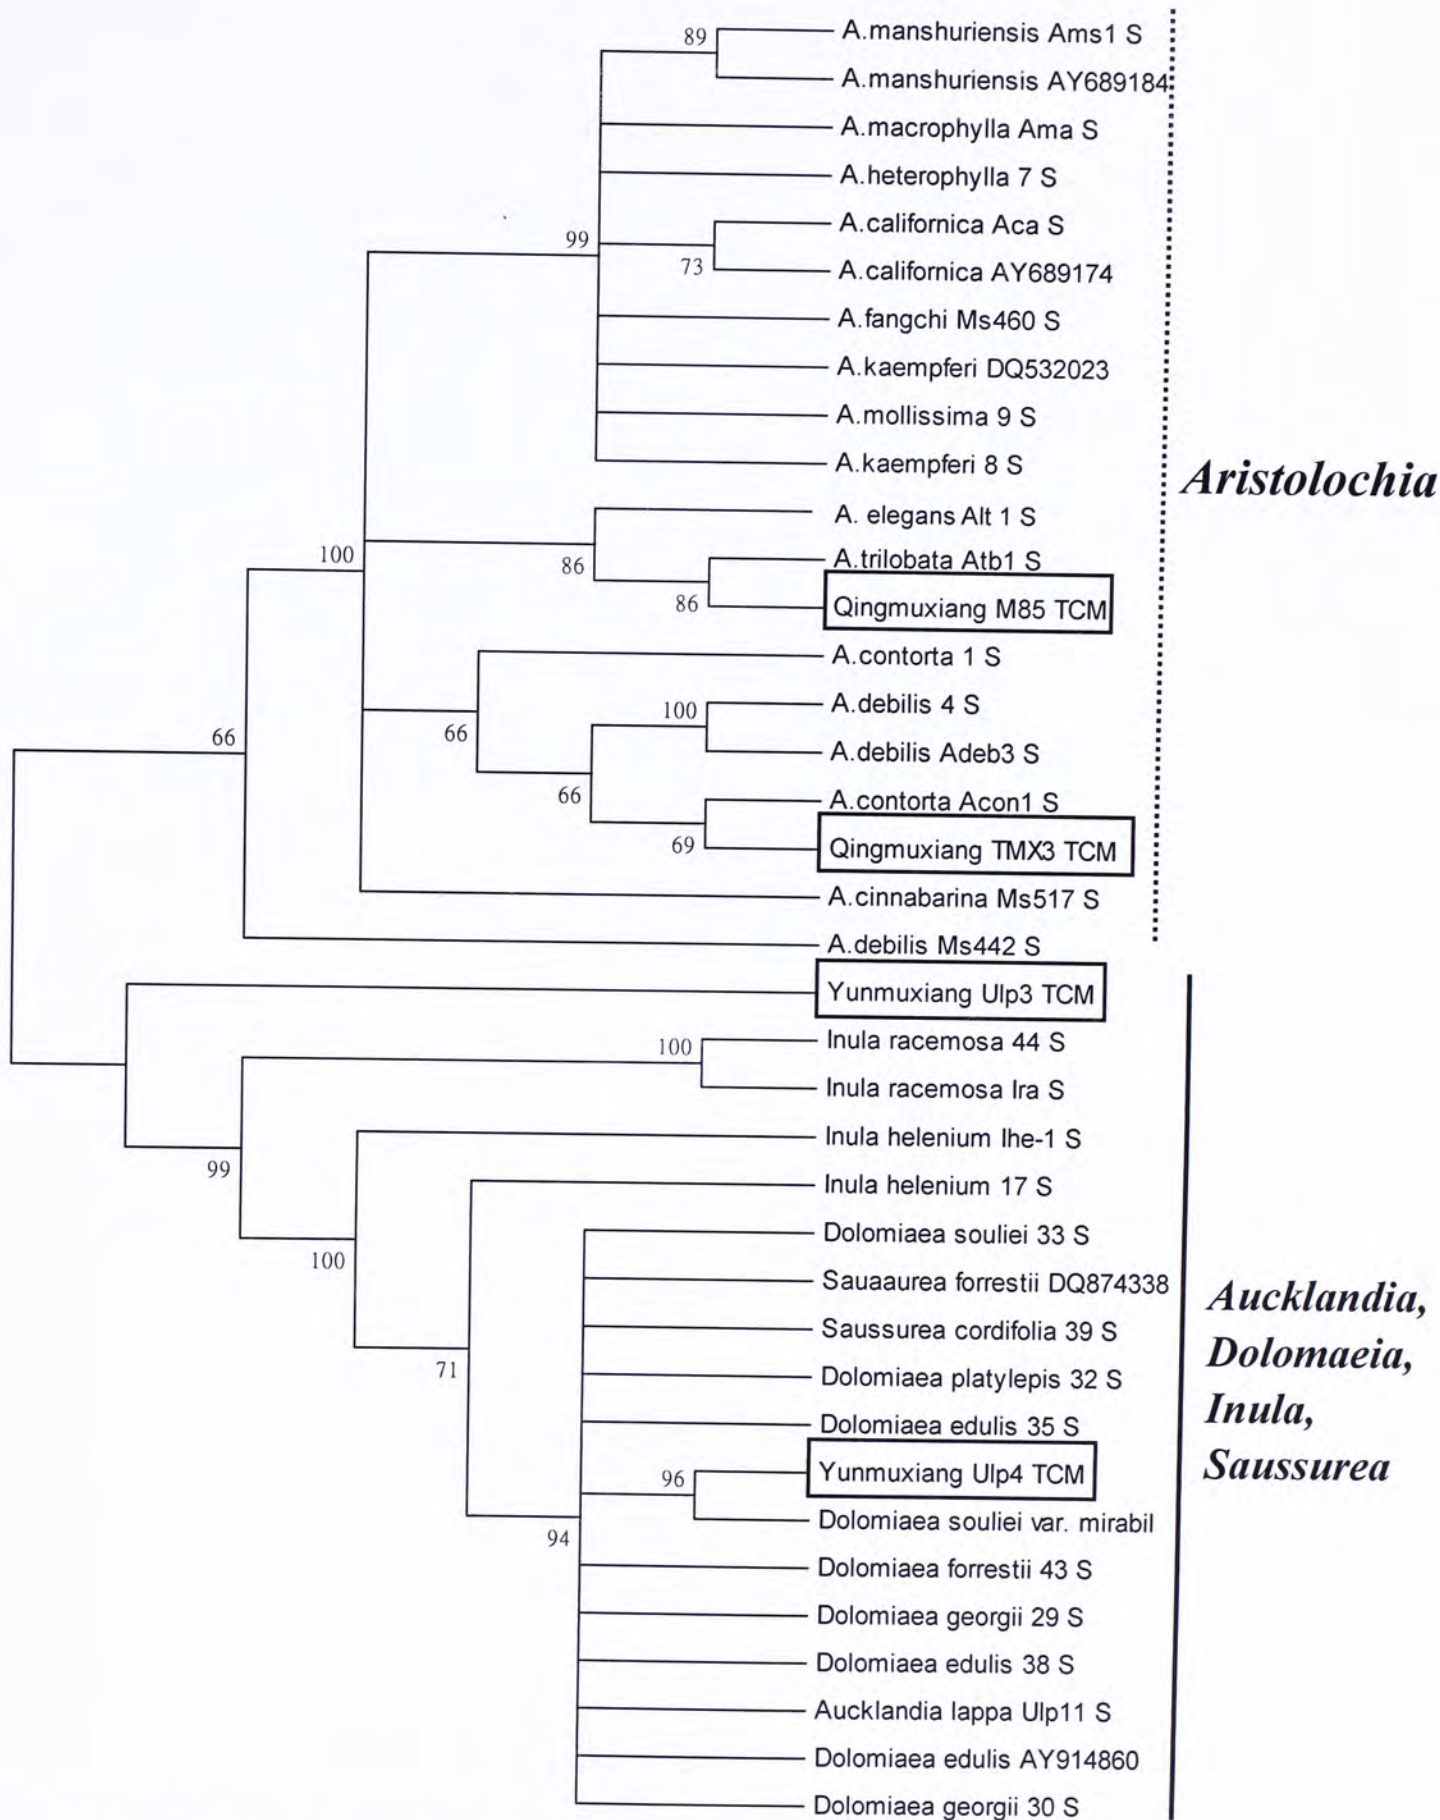 89
A.manshuriensis Ams1 S
A.manshuriensis AY689184
A.macrophylla Ama S
A.heterophylla 7 S
99
A.californica Aca S
73
A.californica AY689174
A.fangchi Ms460 S
A.kaempferi DQ532023
A.mollissima 9 S
A.kaempferi 8 S
Aristolochia
A. elegans Alt 1 S
100
86
A.trilobata Atb1 S
86
Qingmuxiang M85 TCM
A.contorta 1 S
66
66
100
A.debilis 4 S
A.debilis Adeb3 S
66
A.contorta Acon1 S
69
Qingmuxiang TMX3 TCM
A.cinnabarina Ms517 S
A.debilis Ms442 S
Yunmuxiang Ulp3 TCM
100
Inula racemosa 44 S
Inula racemosa Ira S
99
Inula helenium Ihe-1 S
Inula helenium 17 S
100
Dolomiaea souliei 33 S
Sauaaurea forrestii DQ874338
Saussurea cordifolia 39 S
71
Dolomiaea platylepis 32 S
Dolomiaea edulis 35 S
Aucklandia,
Dolomaeia,
Inula,
Saussurea
96
Yunmuxiang Ulp4 TCM
94
Dolomiaea souliei var. mirabil
Dolomiaea forrestii 43 S
Dolomiaea georgii 29 S
Dolomiaea edulis 38 S
Aucklandia lappa Ulp11 S
Dolomiaea edulis AY914860
Dolomiaea georgii 30 S